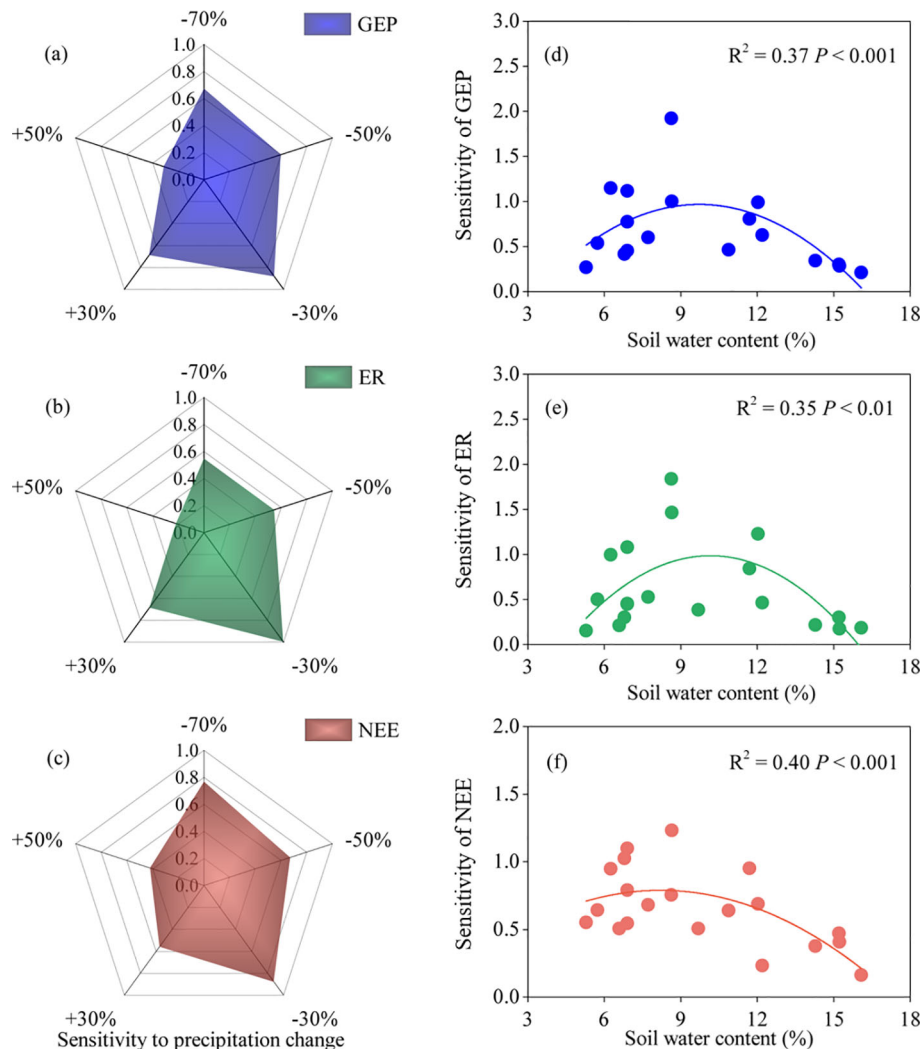 -70%
GEP
(a)
1.0
0.8
0.6
0.4
0.2
0.0
+50%
-50%
+30%
-30%
(d)
R² = 0.37 P < 0.001
Sensitivity of GEP
3.0
2.5
2.0
1.5
1.0
0.5
0.0
3 6 9 12 15 18
Soil water content (%)
-70%
ER
(b)
1.0
0.8
0.6
0.4
0.2
0.0
+50%
-50%
+30%
-30%
(e)
R² = 0.35 P < 0.01
Sensitivity of ER
3.0
2.5
2.0
1.5
1.0
0.5
0.0
3 6 9 12 15 18
Soil water content (%)
-70%
NEE
(c)
1.0
0.8
0.6
0.4
0.2
0.0
+50%
-50%
+30%
-30%
Sensitivity to precipitation change
(f)
R² = 0.40 P < 0.001
Sensitivity of NEE
2.0
1.5
1.0
0.5
0.0
3 6 9 12 15 18
Soil water content (%)